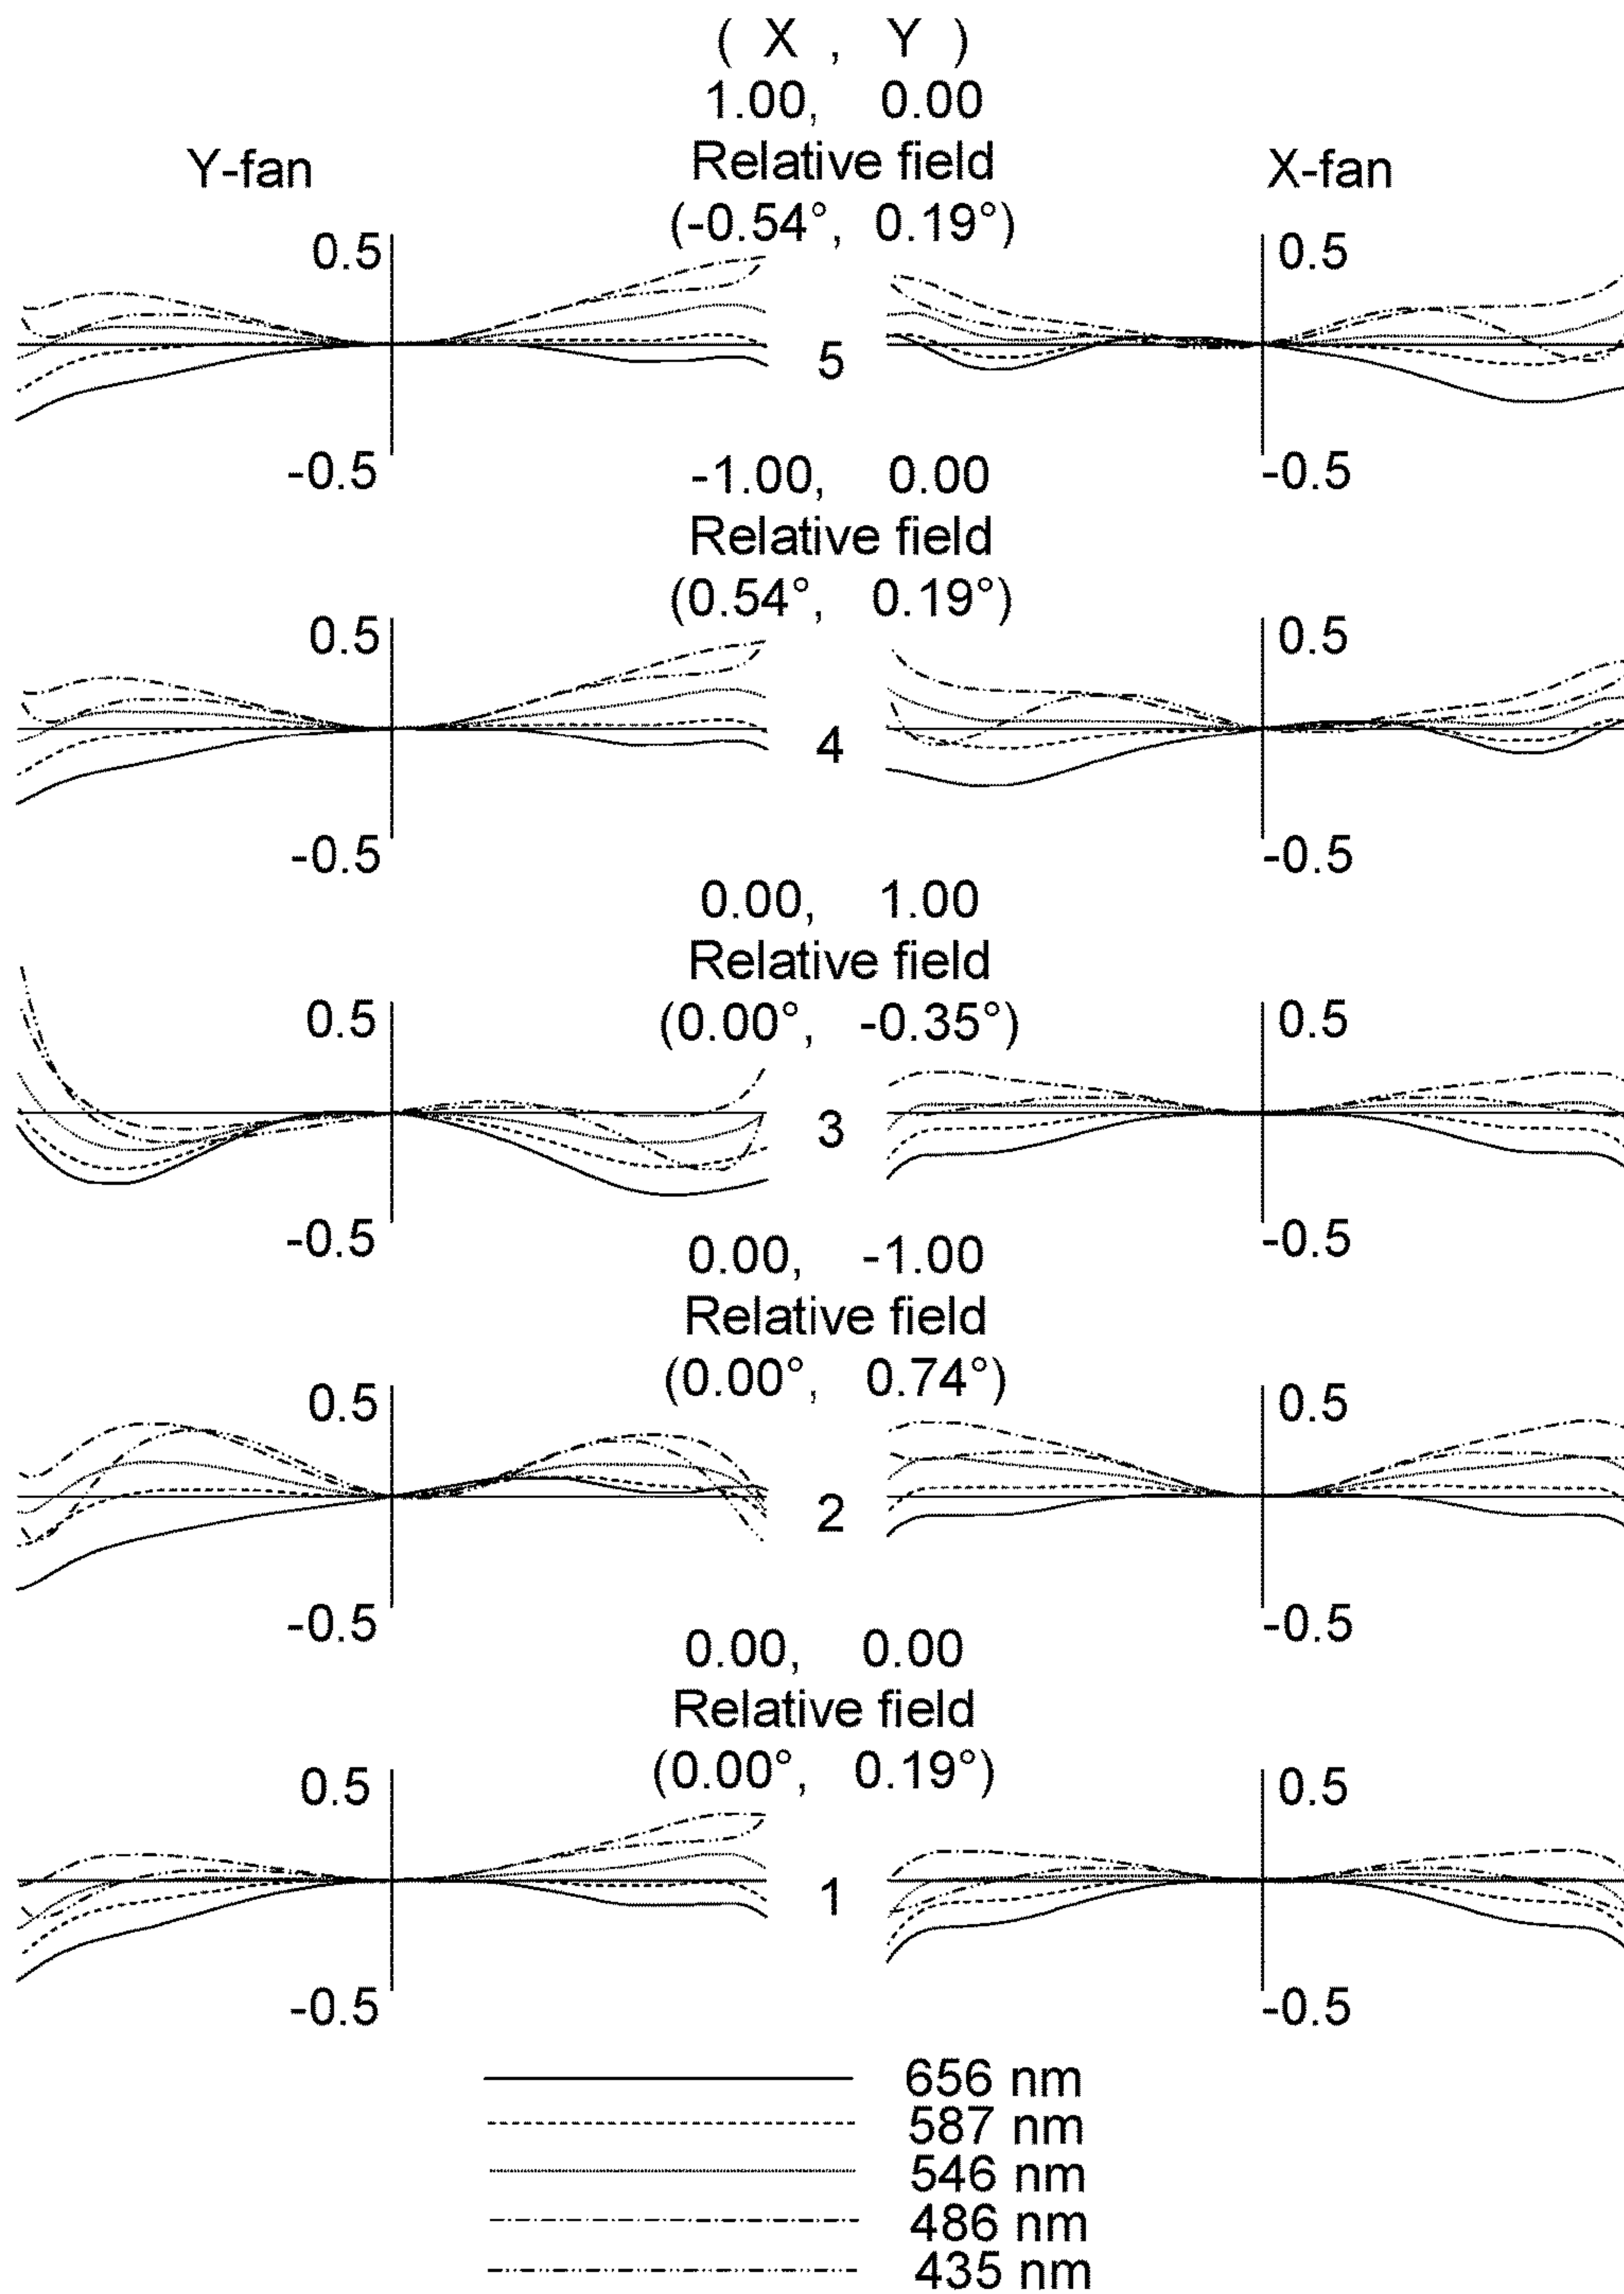 ( X , Y )
1.00, 0.00
Y-fan Relative field X-fan
(-0.54°, 0.19°)
0.5 0.5
5
-0.5 -0.5
-1.00, 0.00
Relative field
(0.54°, 0.19°)
0.5 0.5
4
-0.5 -0.5
0.00, 1.00
Relative field
(0.00°, -0.35°)
0.5 0.5
3
-0.5 -0.5
0.00, -1.00
Relative field
(0.00°, 0.74°)
0.5 0.5
2
-0.5 -0.5
0.00, 0.00
Relative field
(0.00°, 0.19°)
0.5 0.5
1
-0.5 -0.5
656 nm
587 nm
546 nm
486 nm
435 nm